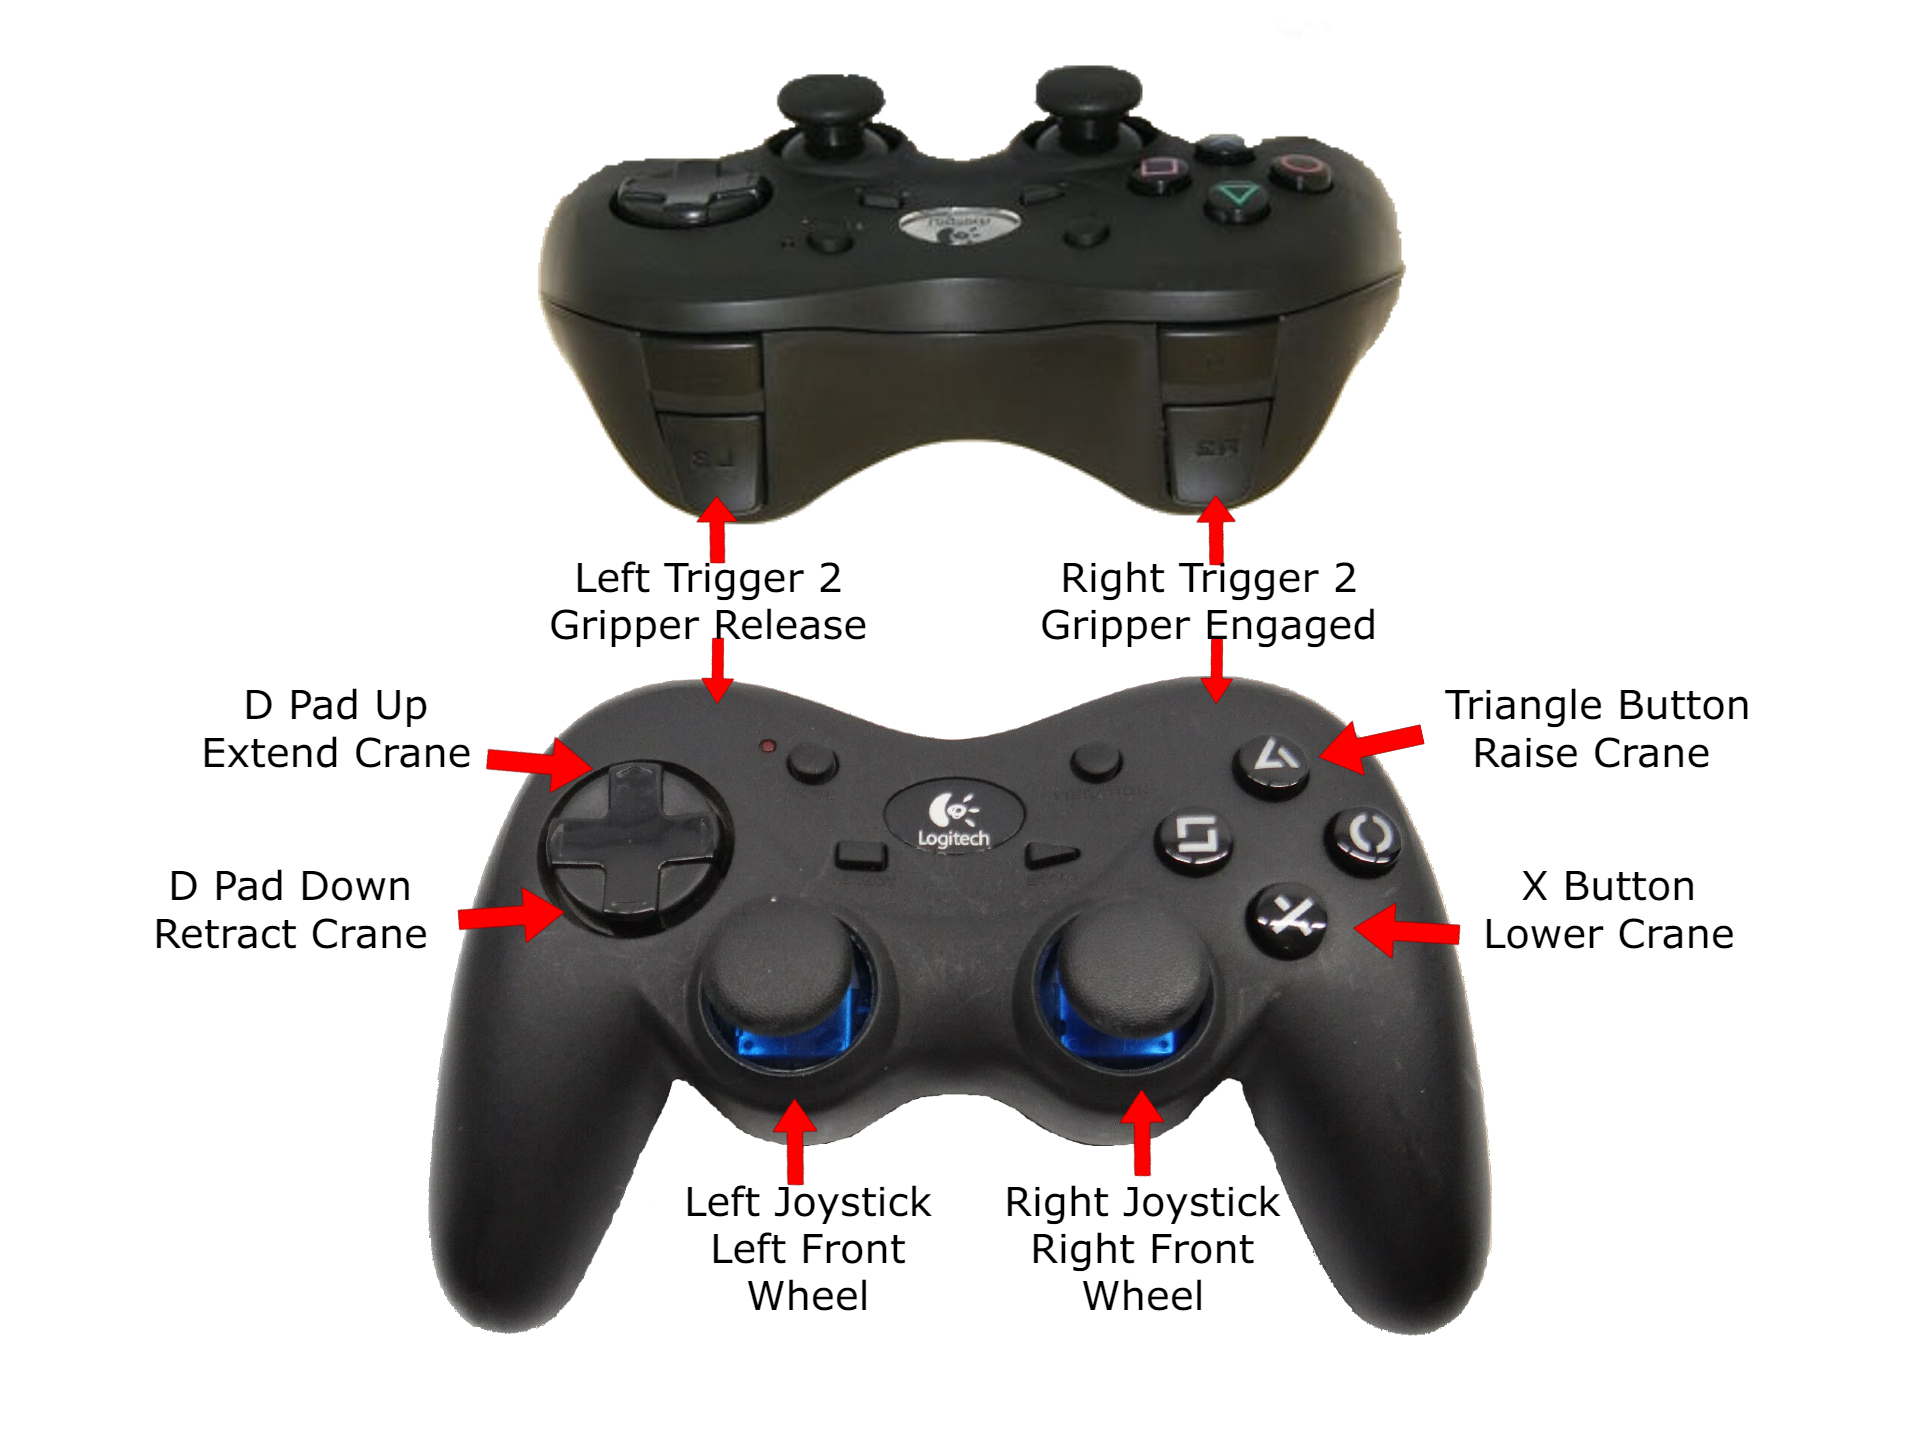 Left Trigger 2
Gripper Release
Right Trigger 2
Gripper Engaged
D Pad Up
Extend Crane
Triangle Button
Raise Crane
Logitech
D Pad Down
Retract Crane
X Button
Lower Crane
Left Joystick
Left Front
Wheel
Right Joystick
Right Front
Wheel